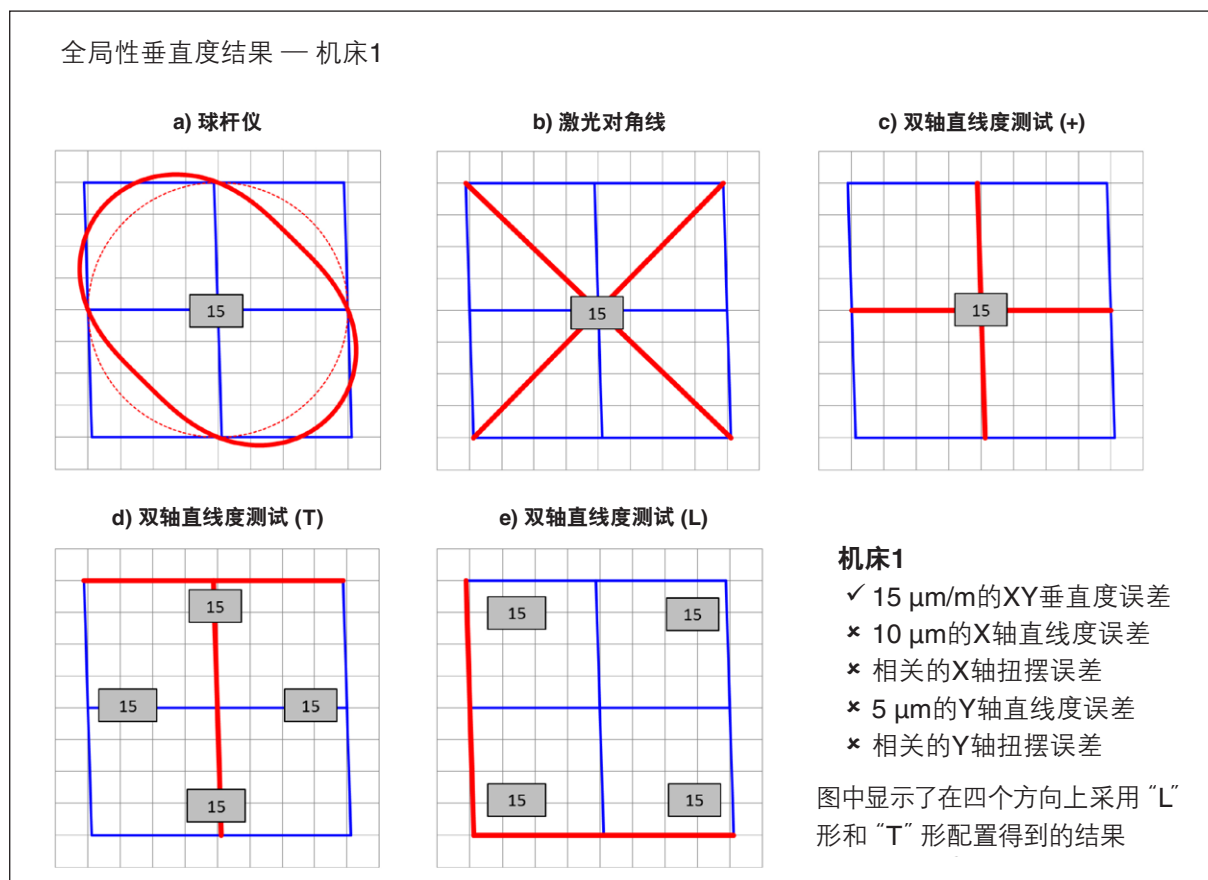 全局性垂直度结果 — 机床1
a) 球杆仪
b) 激光对角线
c) 双轴直线度测试 (+)
15
15
15
d) 双轴直线度测试 (T)
e) 双轴直线度测试 (L)
15
15
15
15
15
15
15
15
机床1
✓ 15 µm/m的XY垂直度误差
× 10 µm的X轴直线度误差
× 相关的X轴扭摆误差
× 5 µm的Y轴直线度误差
× 相关的Y轴扭摆误差
图中显示了在四个方向上采用 “L”
形和 “T” 形配置得到的结果